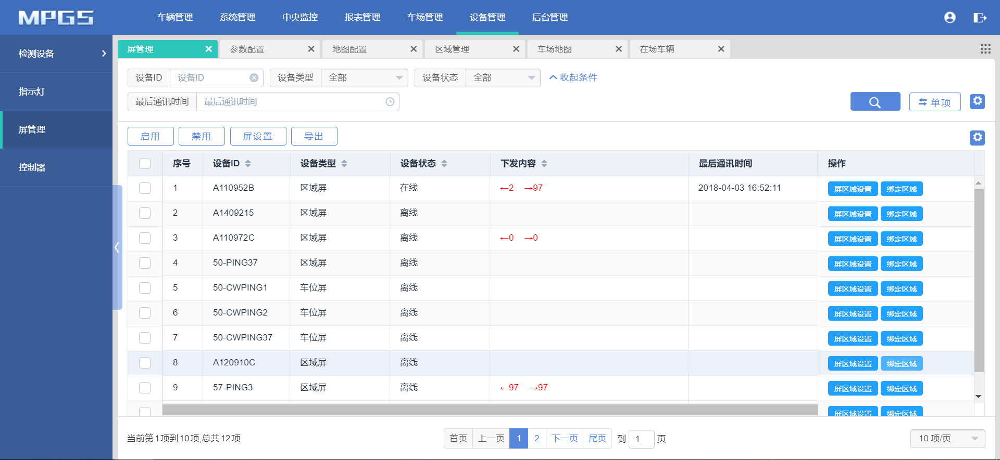 MPGS 车辆管理 系统管理 中央监控 报表管理 车场管理 设备管理 后台管理
检测设备
指示灯
屏管理
控制器
屏管理 参数配置 地图配置 区域管理 车场地图 在场车辆
设备ID 设备ID 设备类型 全部 设备状态 全部 收起条件
最后通讯时间 最后通讯时间 单项
启用 禁用 屏设置 导出
序号 设备ID 设备类型 设备状态 下发内容 最后通讯时间 操作
1 A110952B 区域屏 在线 ←2 →97 2018-04-03 16:52:11 屏区域设置 绑定区域
2 A1409215 区域屏 离线 屏区域设置 绑定区域
3 A110972C 区域屏 离线 ←0 →0 屏区域设置 绑定区域
4 50-PING37 区域屏 离线 屏区域设置 绑定区域
5 50-CWPING1 车位屏 离线 屏区域设置 绑定区域
6 50-CWPING2 车位屏 离线 屏区域设置 绑定区域
7 50-CWPING37 车位屏 离线 屏区域设置 绑定区域
8 A120910C 区域屏 离线 屏区域设置 绑定区域
9 57-PING3 区域屏 离线 ←97 →97 屏区域设置 绑定区域
屏区域设置 绑定区域
当前第1项到10项,总共12项 首页 上一页 1 2 下一页 尾页 到 1 页 10 项/页